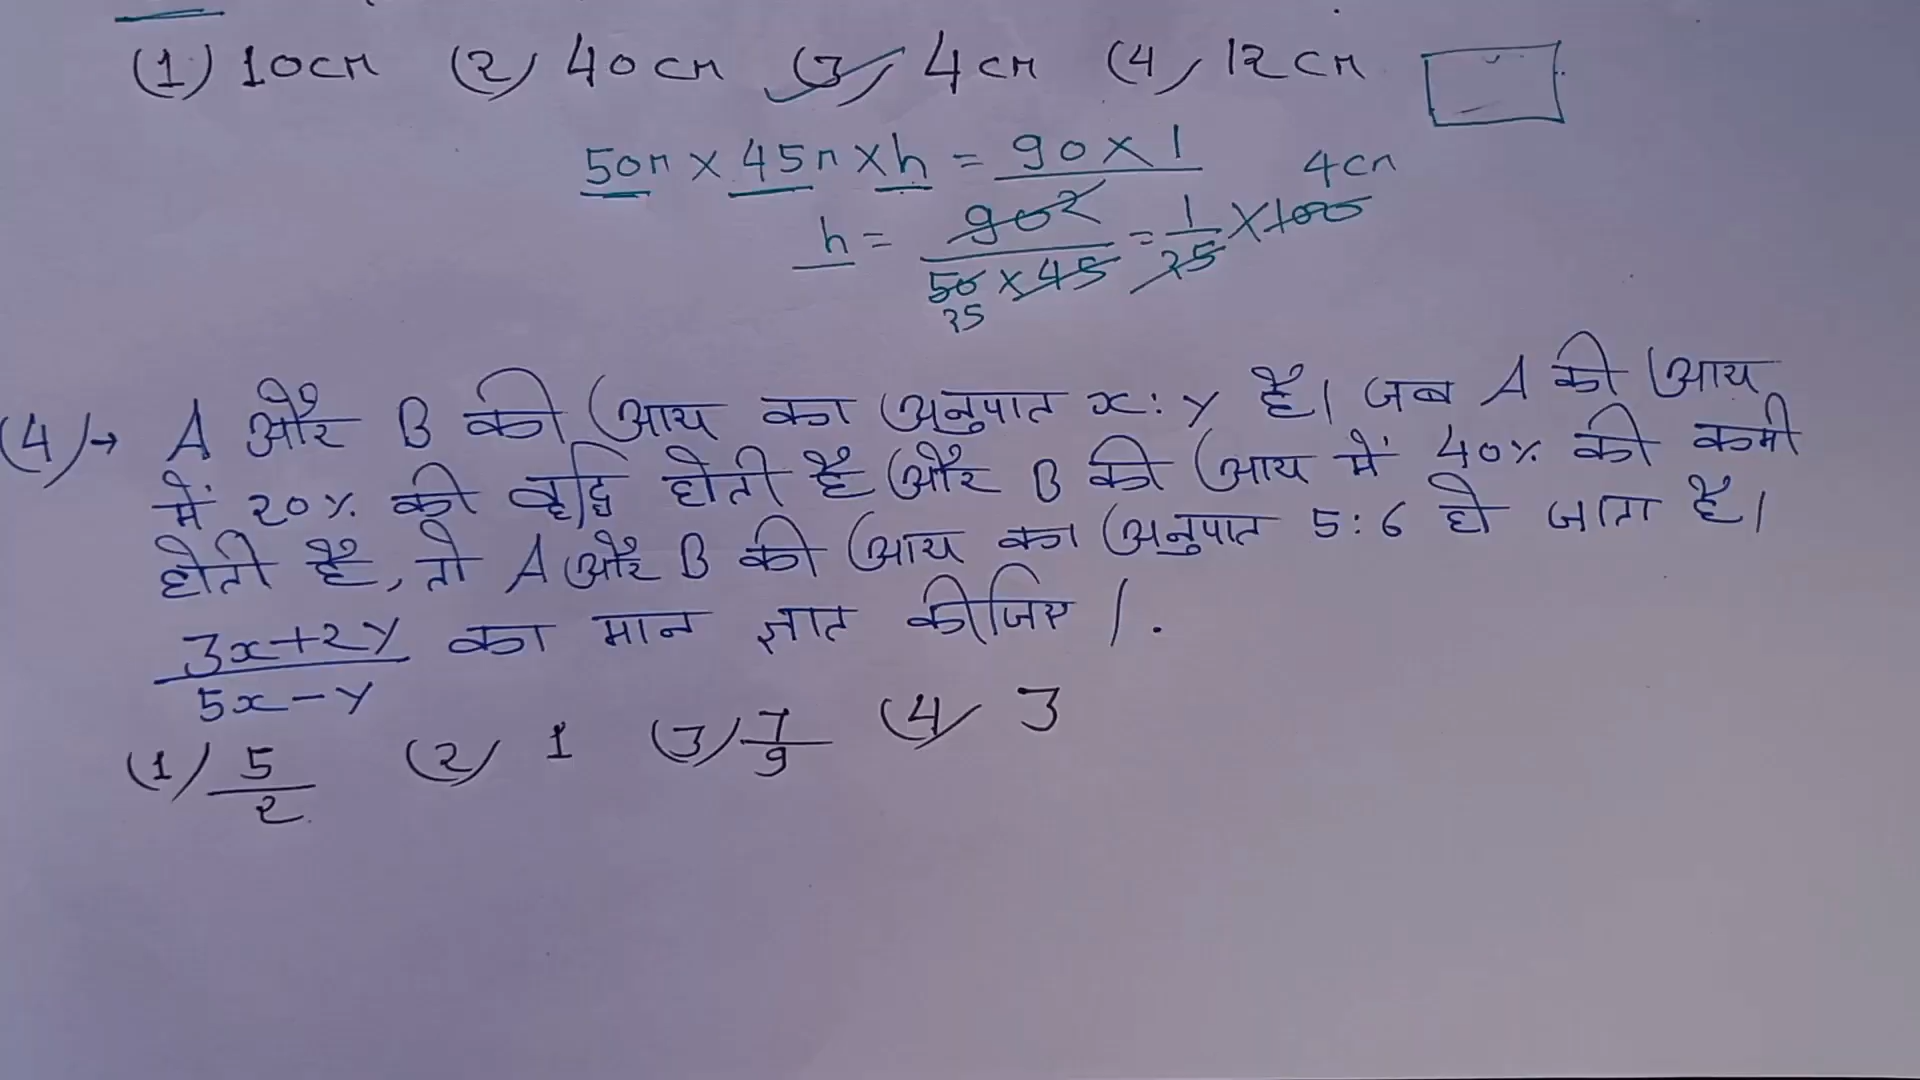 (1) 10cm (2) 40cm (3) 4cm (4) 12cm
50m × 45m × h = 90 × 1
4cm
h = 902 / 50 × 45 = 1/25 × 100
25
(4)→ A और B की आय का अनुपात x:y है। जब A की आय
में 20% की वृद्धि होती है और B की आय में 40% की कमी
होती है, तो A और B की आय का अनुपात 5:6 हो जाता है।
3x+2y
5x-y
का मान ज्ञात कीजिए।.
(1) 5/2 (2) 1 (3) 7/9 (4) 3